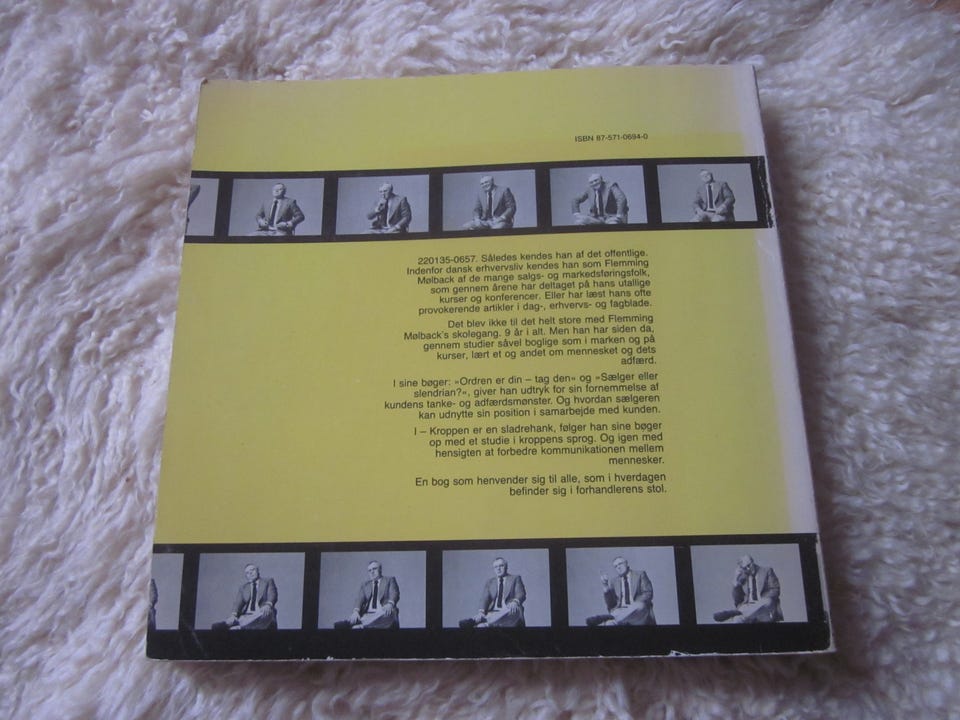 ISBN 87-571-0694-0
220135-0657. Således kendes han af det offentlige.
Indenfor dansk erhvervsliv kendes han som Flemming
Mølback af de mange salgs- og markedsføringsfolk,
som gennem årene har deltaget på hans utallige
kurser og konferencer. Eller har læst hans ofte
provokerende artikler i dag-, erhvervs- og fagblade.
Det blev ikke til det helt store med Flemming
Mølback's skolegang. 9 år i alt. Men han har siden da,
gennem studier såvel boglige som i marken og på
kurser, lært et og andet om mennesket og dets
adfærd.
I sine bøger: »Ordren er din – tag den« og »Sælger eller
slendrian?«, giver han udtryk for sin fornemmelse af
kundens tanke- og adfærdsmønster. Og hvordan sælgeren
kan udnytte sin position i samarbejde med kunden.
I – Kroppen er en sladrehank, følger han sine bøger
op med et studie i kroppens sprog. Og igen med
hensigten at forbedre kommunikationen mellem
mennesker.
En bog som henvender sig til alle, som i hverdagen
befinder sig i forhandlerens stol.